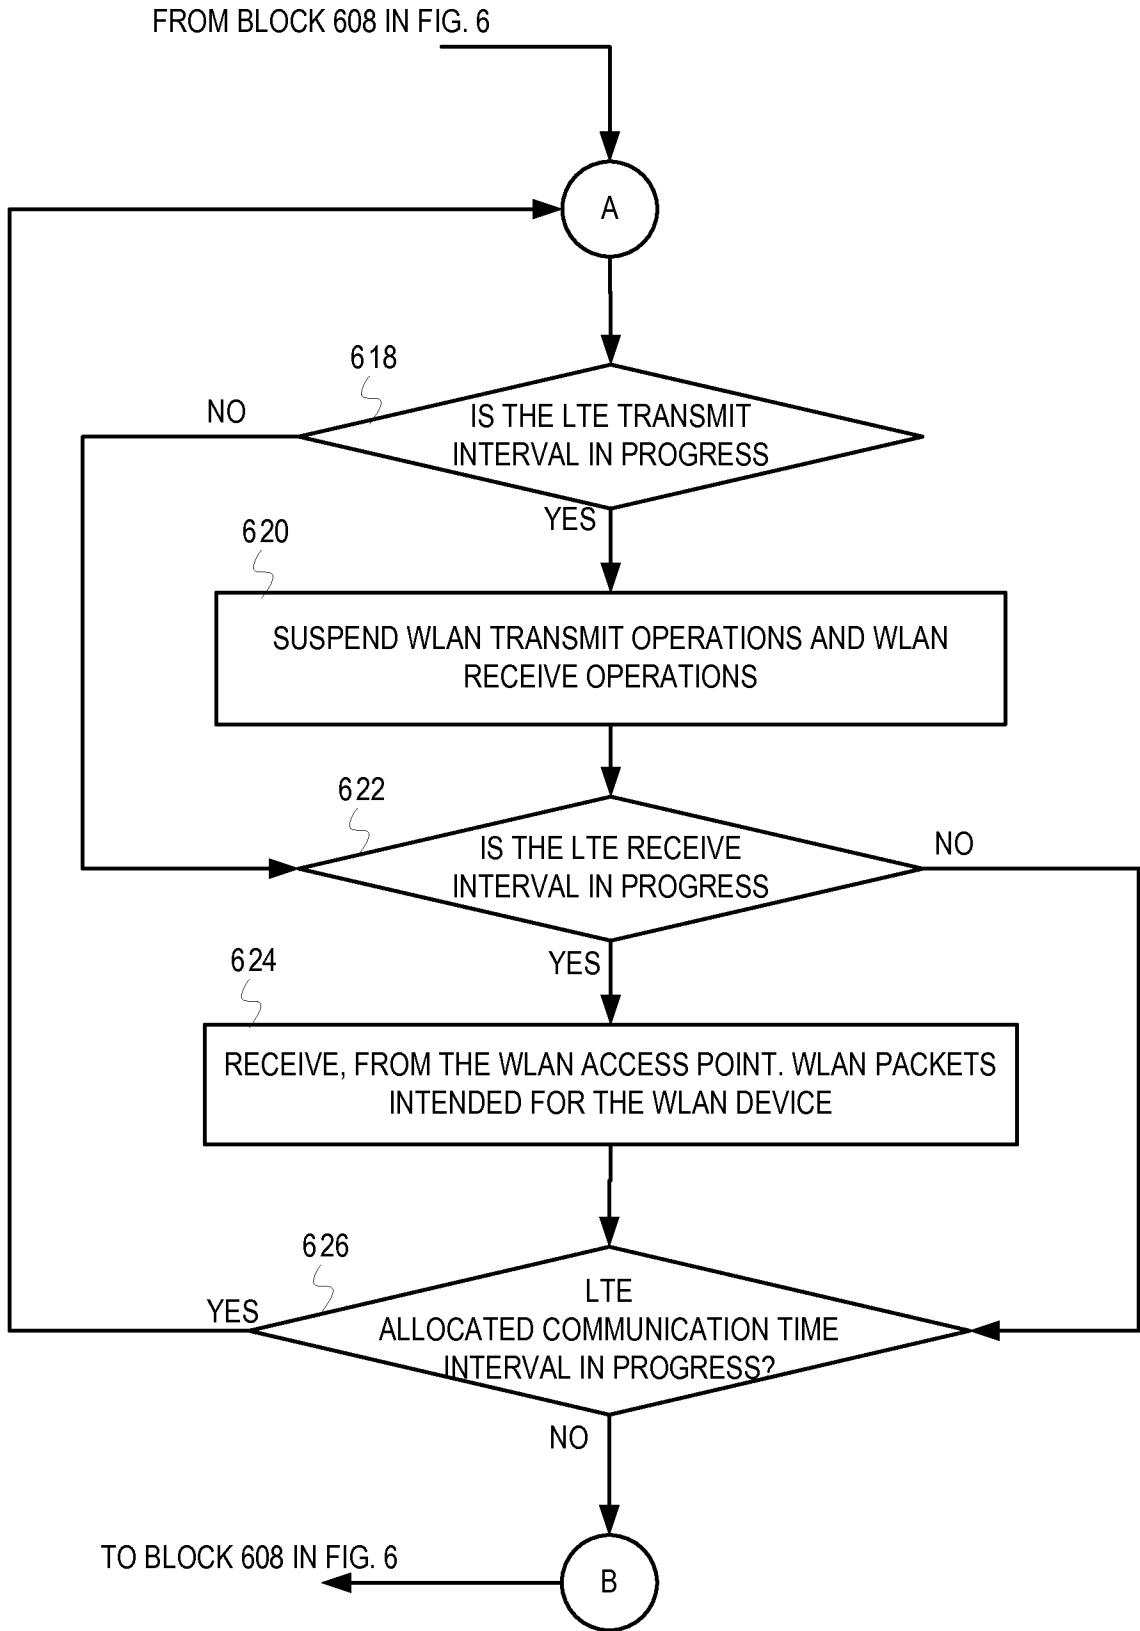 FROM BLOCK 608 IN FIG. 6
A
618
NO
IS THE LTE TRANSMIT
INTERVAL IN PROGRESS
YES
620
SUSPEND WLAN TRANSMIT OPERATIONS AND WLAN
RECEIVE OPERATIONS
622
IS THE LTE RECEIVE
INTERVAL IN PROGRESS
NO
YES
624
RECEIVE, FROM THE WLAN ACCESS POINT. WLAN PACKETS
INTENDED FOR THE WLAN DEVICE
626
YES
LTE
ALLOCATED COMMUNICATION TIME
INTERVAL IN PROGRESS?
NO
TO BLOCK 608 IN FIG. 6
B